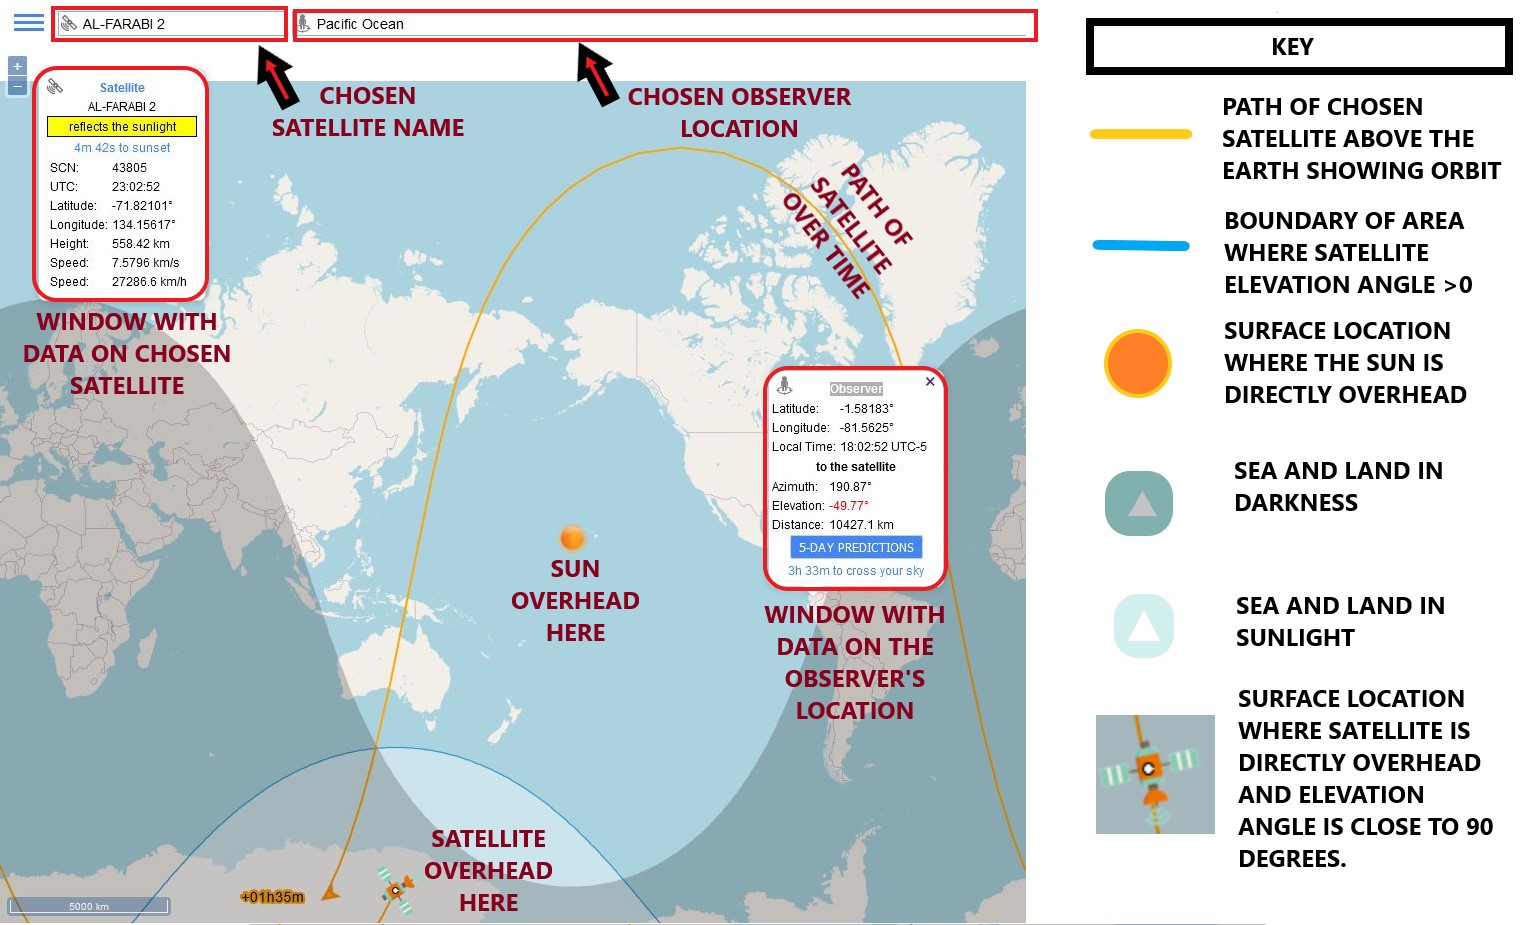 AL-FARABI 2
Pacific Ocean
KEY
+
−
CHOSEN
SATELLITE NAME
CHOSEN OBSERVER
LOCATION
Satellite
AL-FARABI 2
reflects the sunlight
4m 42s to sunset
SCN: 43805
UTC: 23:02:52
Latitude: -71.82101°
Longitude: 134.15617°
Height: 558.42 km
Speed: 7.5796 km/s
Speed: 27286.6 km/h
WINDOW WITH
DATA ON CHOSEN
SATELLITE
PATH OF
SATELLITE
OVER TIME
Observer
Latitude: -1.58183°
Longitude: -81.5625°
Local Time: 18:02:52 UTC-5
to the satellite
Azimuth: 190.87°
Elevation: -49.77°
Distance: 10427.1 km
5-DAY PREDICTIONS
3h 33m to cross your sky
WINDOW WITH
DATA ON THE
OBSERVER'S
LOCATION
SUN
OVERHEAD
HERE
SATELLITE
OVERHEAD
HERE
+01h35m
5000 km
PATH OF CHOSEN
SATELLITE ABOVE THE
EARTH SHOWING ORBIT
BOUNDARY OF AREA
WHERE SATELLITE
ELEVATION ANGLE >0
SURFACE LOCATION
WHERE THE SUN IS
DIRECTLY OVERHEAD
SEA AND LAND IN
DARKNESS
SEA AND LAND IN
SUNLIGHT
SURFACE LOCATION
WHERE SATELLITE IS
DIRECTLY OVERHEAD
AND ELEVATION
ANGLE IS CLOSE TO 90
DEGREES.